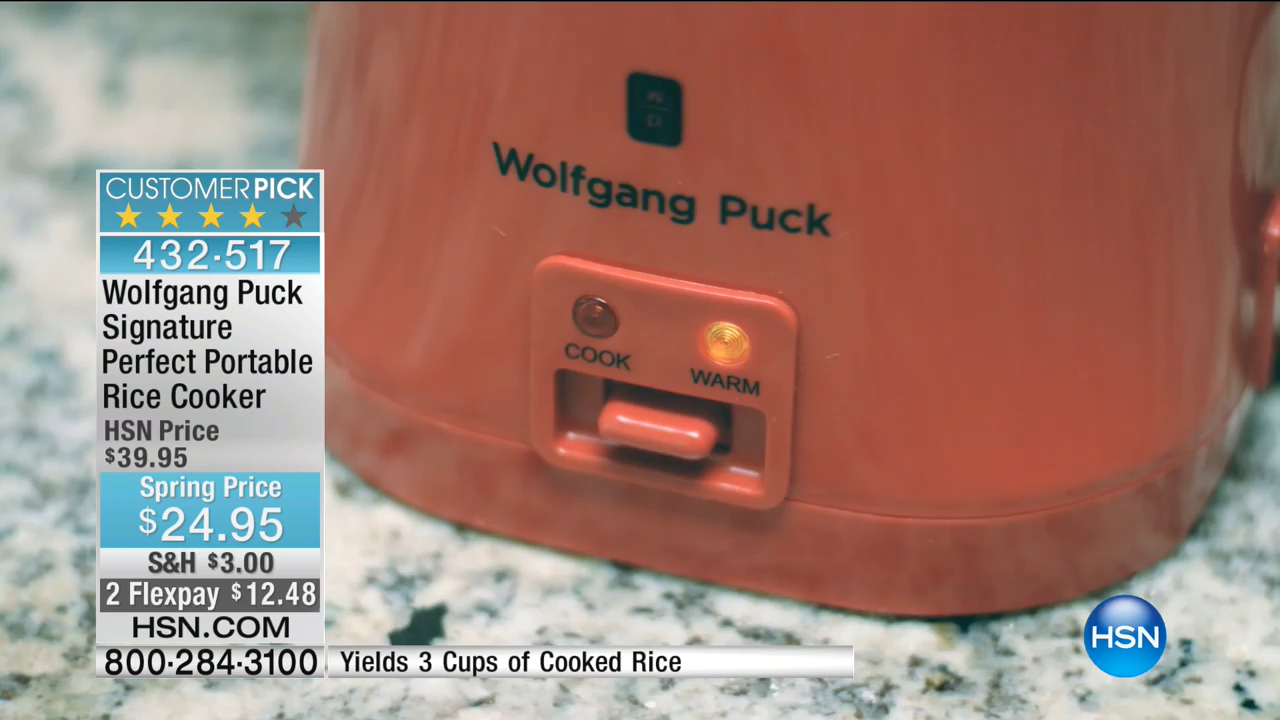 W
P
Wolfgang Puck
COOK
WARM
CUSTOMERPICK
432-517
Wolfgang Puck
Signature
Perfect Portable
Rice Cooker
HSN Price
$39.95
Spring Price
$24.95
S&H $3.00
2 Flexpay $12.48
HSN.COM
800·284·3100
Yields 3 Cups of Cooked Rice
HSN